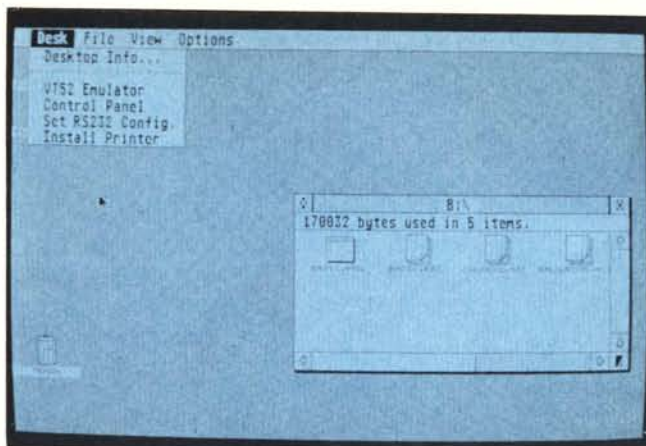 Desk File View Options
Desktop Info...
VT52 Emulator
Control Panel
Set RS232 Config.
Install Printer
B:\
170032 bytes used in 5 items.